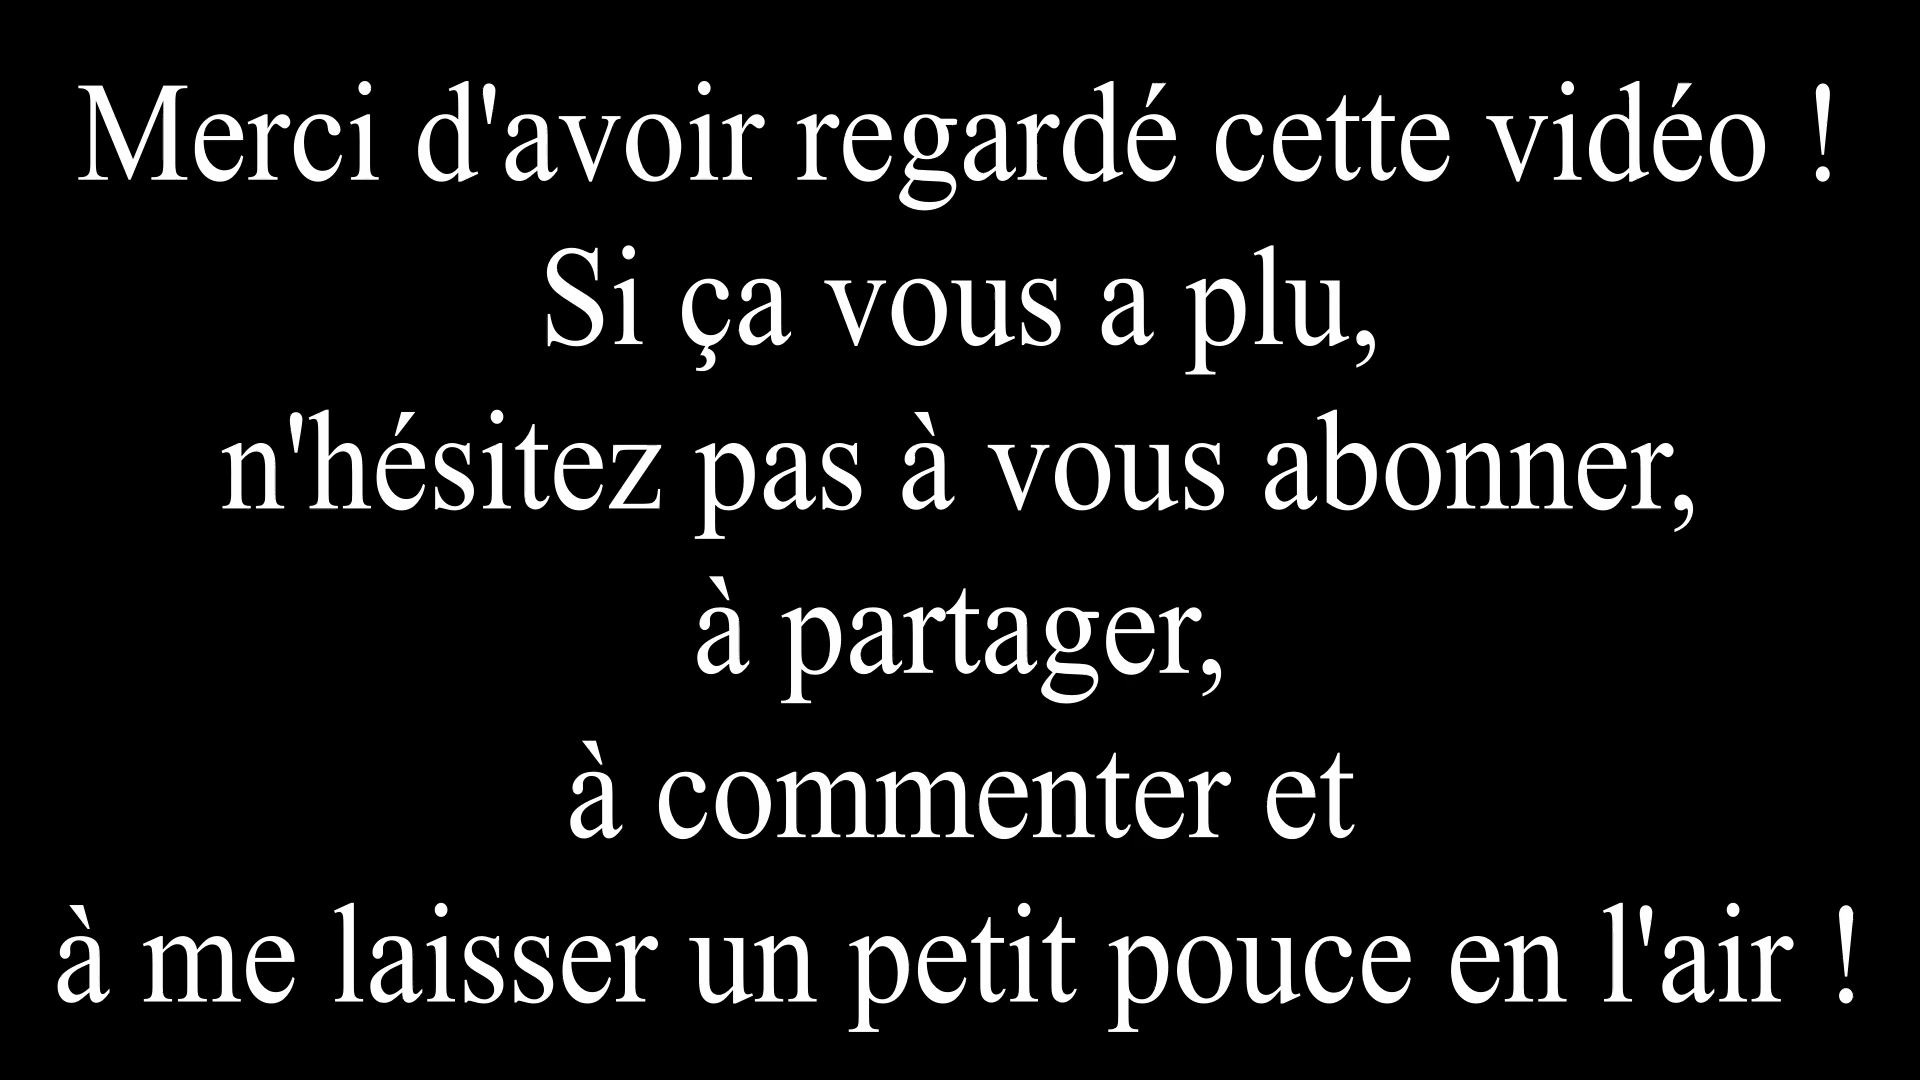 Merci d'avoir regardé cette vidéo !
Si ça vous a plu,
n'hésitez pas à vous abonner,
à partager,
à commenter et
à me laisser un petit pouce en l'air !